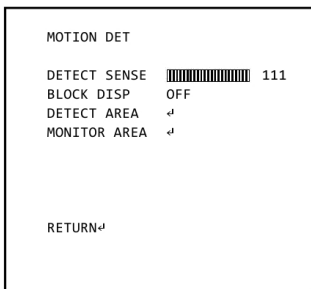 MOTION DET
DETECT SENSE 111
BLOCK DISP OFF
DETECT AREA ↵
MONITOR AREA ↵
RETURN↵